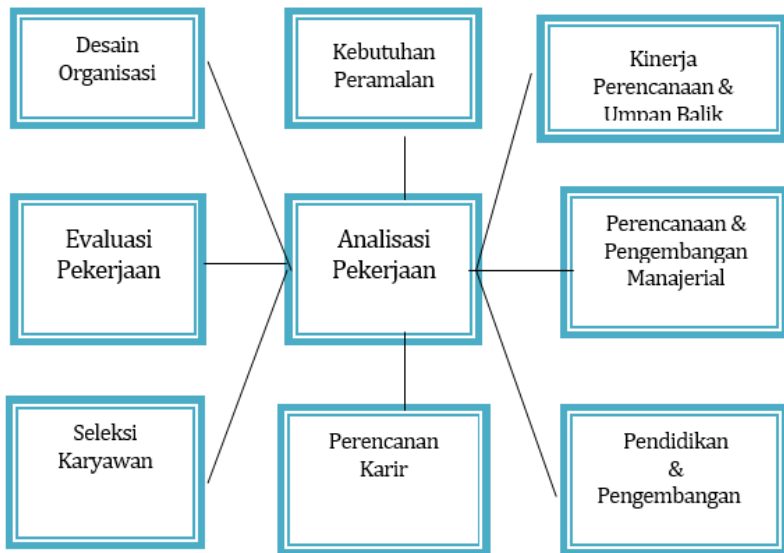 Desain
Organisasi
Kebutuhan
Peramalan
Kinerja
Perencanaan &
Umpan Balik
Evaluasi
Pekerjaan
Analisasi
Pekerjaan
Perencanaan &
Pengembangan
Manajerial
Seleksi
Karyawan
Perencanan
Karir
Pendidikan
&
Pengembangan